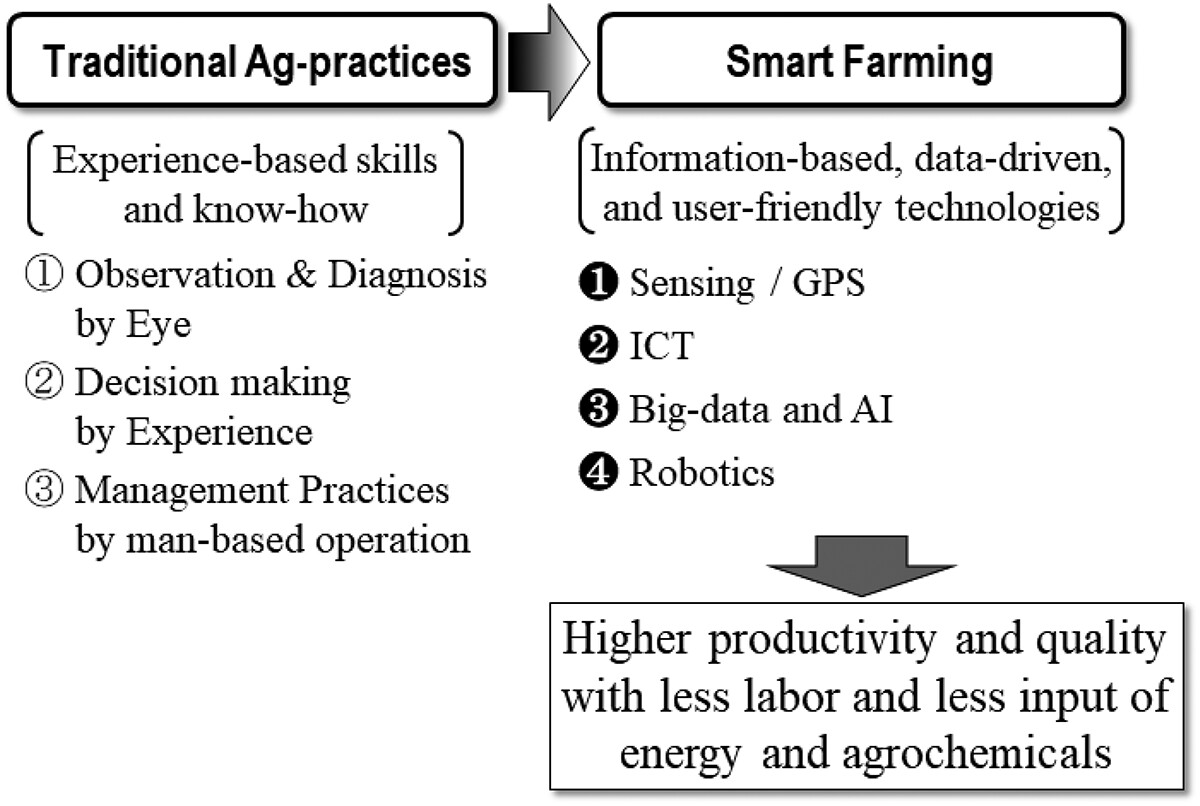 Traditional Ag-practices
Experience-based skills
and know-how
① Observation & Diagnosis
by Eye
② Decision making
by Experience
③ Management Practices
by man-based operation
Smart Farming
Information-based, data-driven,
and user-friendly technologies
❶ Sensing / GPS
❷ ICT
❸ Big-data and AI
❹ Robotics
Higher productivity and quality
with less labor and less input of
energy and agrochemicals